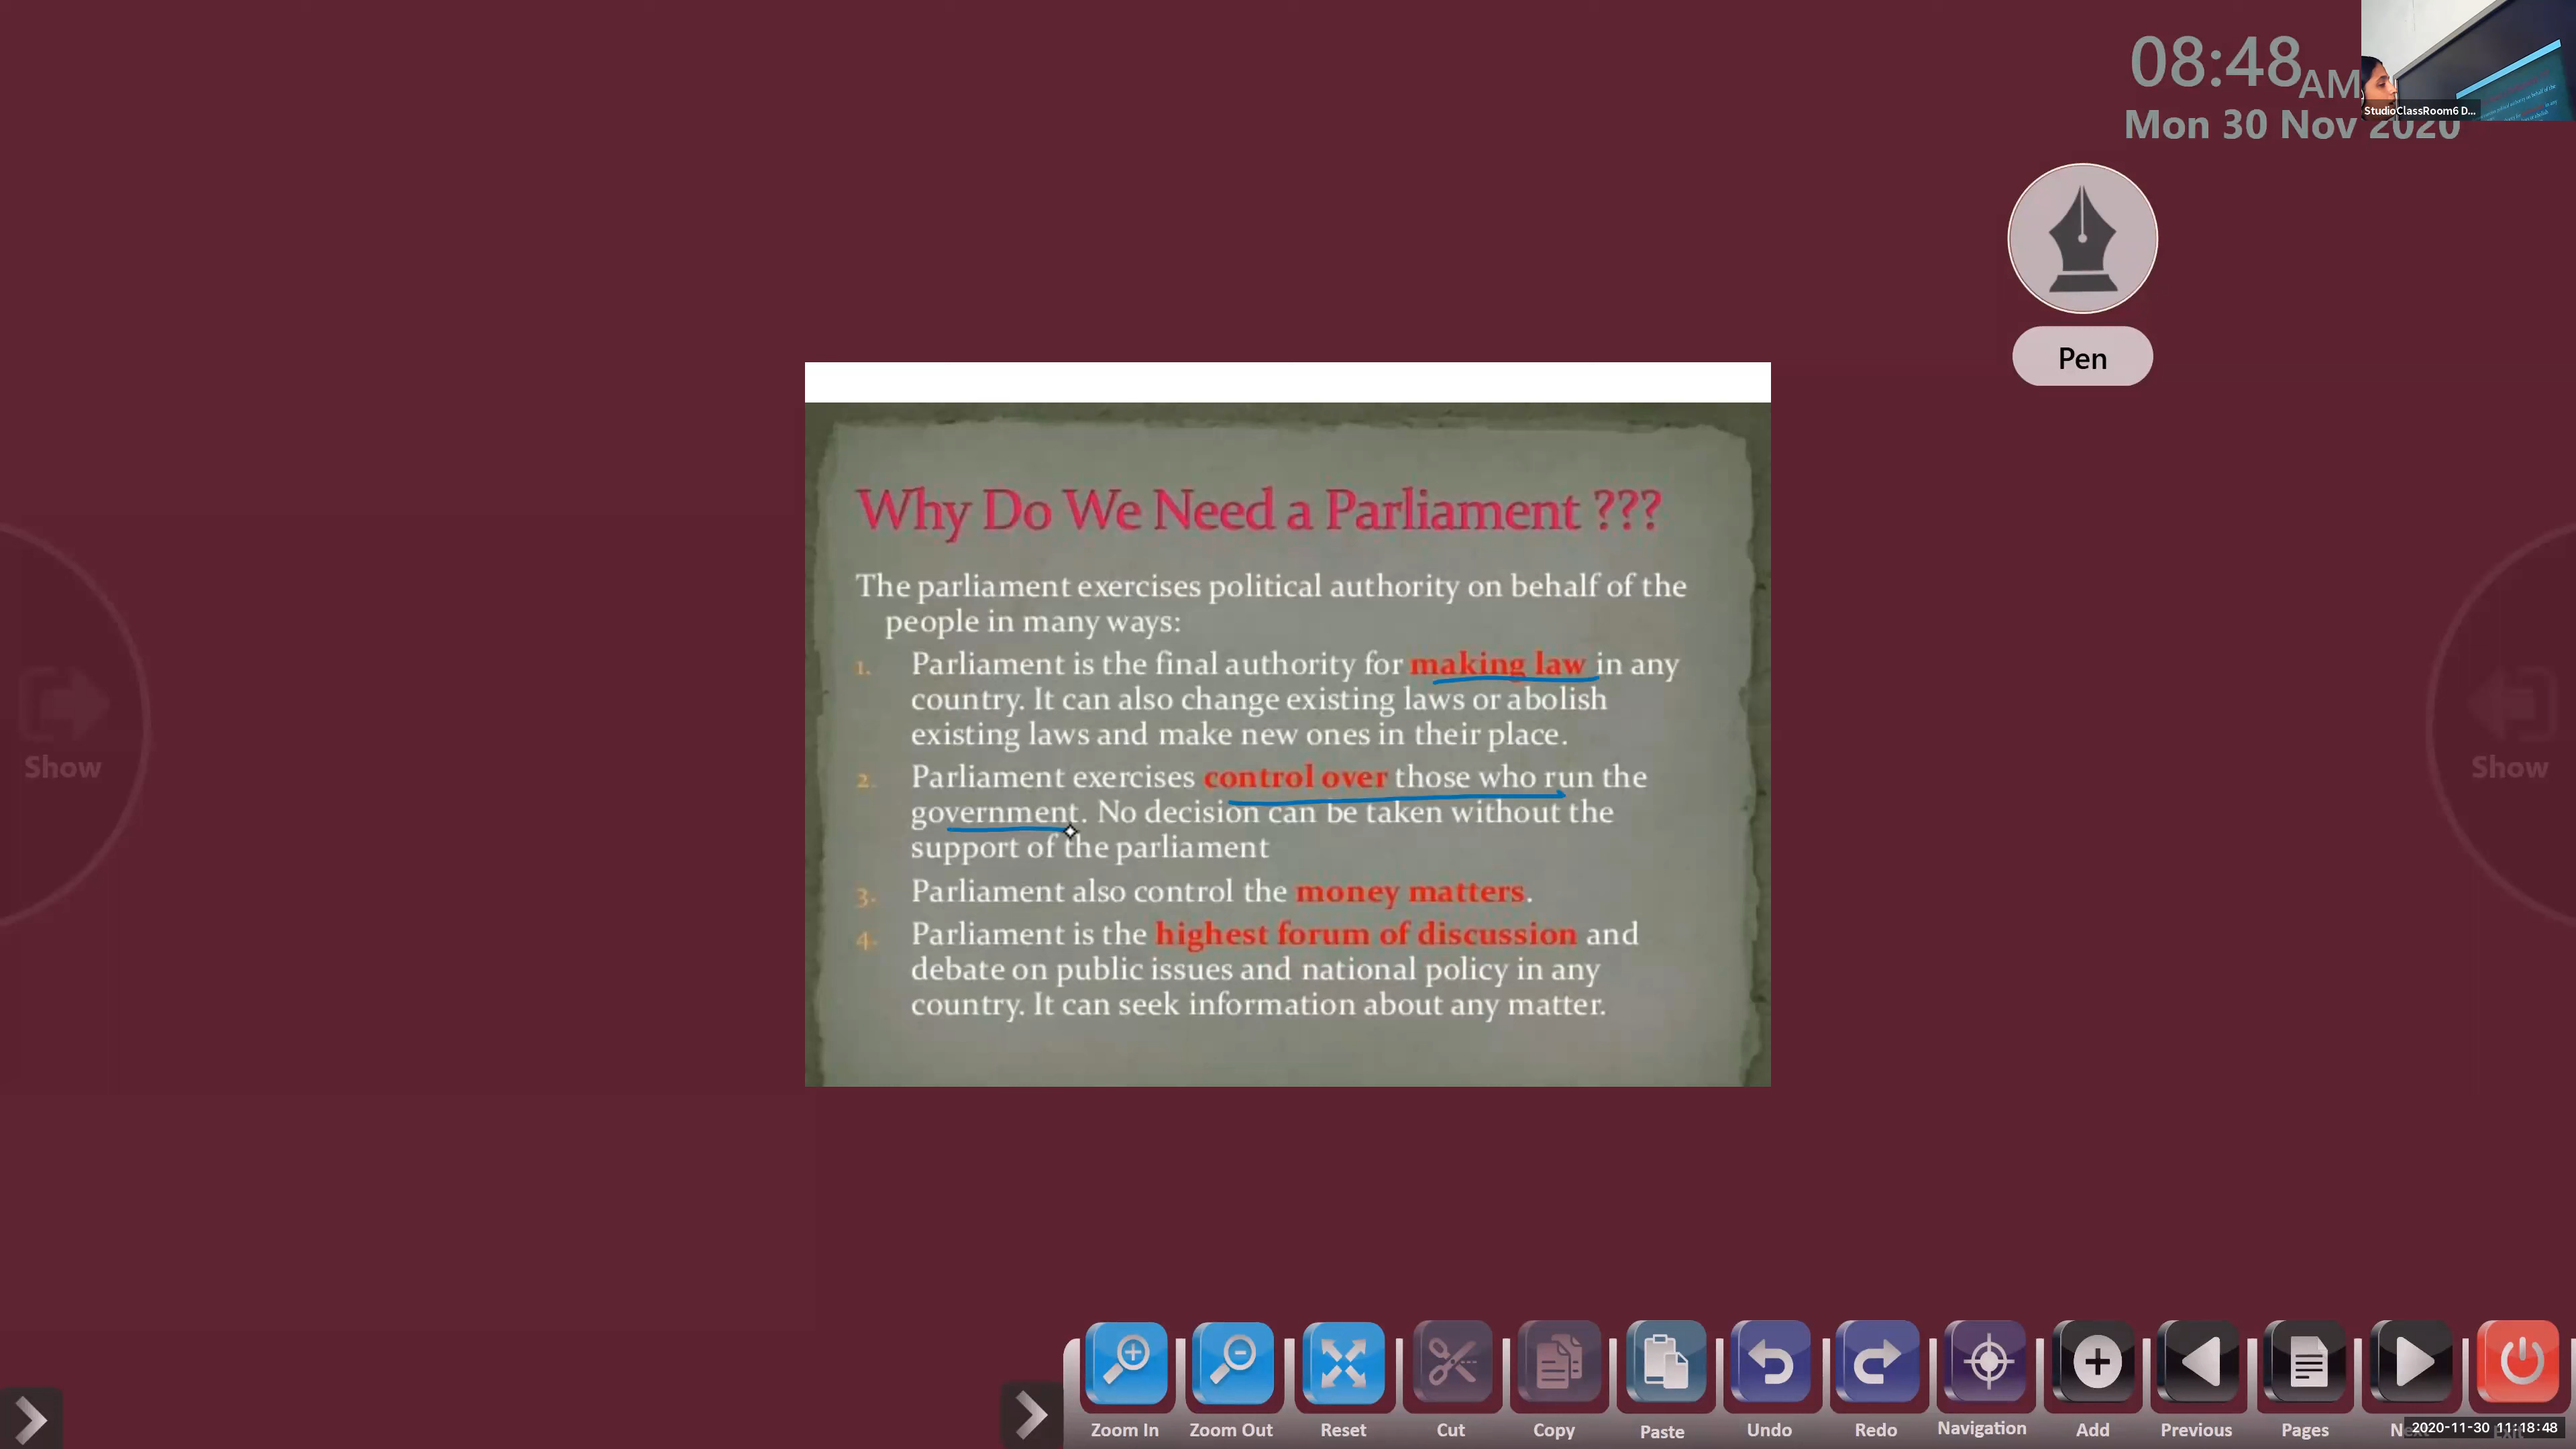 08:48 AM
Mon 30 Nov 2020
StudioClassRoom6 D...
Pen
Why Do We Need a Parliament ???
The parliament exercises political authority on behalf of the
people in many ways:
1. Parliament is the final authority for making law in any
country. It can also change existing laws or abolish
existing laws and make new ones in their place.
2. Parliament exercises control over those who run the
government. No decision can be taken without the
support of the parliament
3. Parliament also control the money matters.
4. Parliament is the highest forum of discussion and
debate on public issues and national policy in any
country. It can seek information about any matter.
Show
Show
Zoom In Zoom Out Reset Cut Copy Paste Undo Redo Navigation Add Previous Pages
2020-11-30 11:18:48